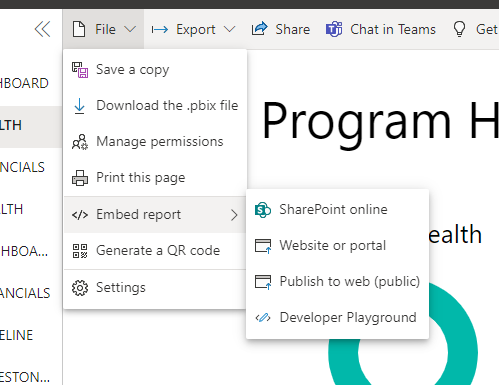 File
Export
Share
Chat in Teams
Get
Save a copy
Download the .pbix file
Manage permissions
Print this page
Embed report
Generate a QR code
Settings
SharePoint online
Website or portal
Publish to web (public)
Developer Playground
Program H
ealth
HBOARD
LTH
NCIALS
LTH
HBOA...
ANCIALS
ELINE
ESTON...